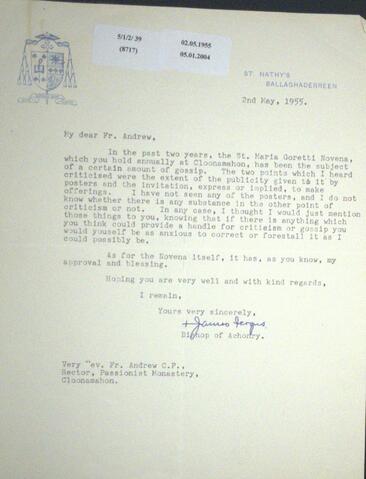 5/1/2/ 39
(8717)
02.05.1955
05.01.2004
ST. NATHY'S
BALLAGHADERREEN
2nd May, 1955.
My dear Fr. Andrew,
In the past two years, the St. Maria Goretti Novena,
which you hold annually at Cloonamahon, has been the subject
of a certain amount of gossip. The two points which I heard
criticised were the extent of the publicity given to it by
posters and the invitation, express or implied, to make
offerings. I have not seen any of the posters, and I do not
know whether there is any substance in the other point of
criticism or not. In any case, I thought I would just mention
those things to you, knowing that if there is anything which
you think could provide a handle for criticism or gossip you
would youself be as anxious to correct or forestall it as I
could possibly be.
As for the Novena itself, it has, as you know, my
approval and blessing.
Hoping you are very well and with kind regards,
I remain,
Yours very sincerely,
+James Fergus
Bishop of Achonry.
Very Rev. Fr. Andrew C.P.,
Rector, Passionist Monastery,
Cloonamahon.